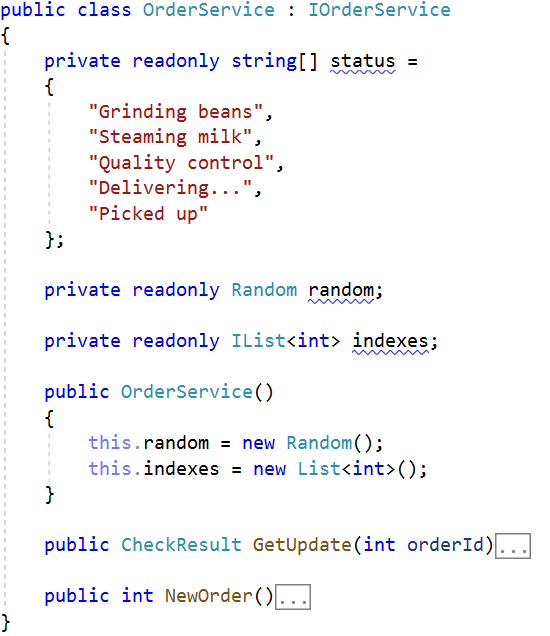 public class OrderService : IOrderService
{
    private readonly string[] status =
    {
        "Grinding beans",
        "Steaming milk",
        "Quality control",
        "Delivering...",
        "Picked up"
    };
    private readonly Random random;
    private readonly IList<int> indexes;
    public OrderService()
    {
        this.random = new Random();
        this.indexes = new List<int>();
    }
    public CheckResult GetUpdate(int orderId)...
    public int NewOrder()...
}